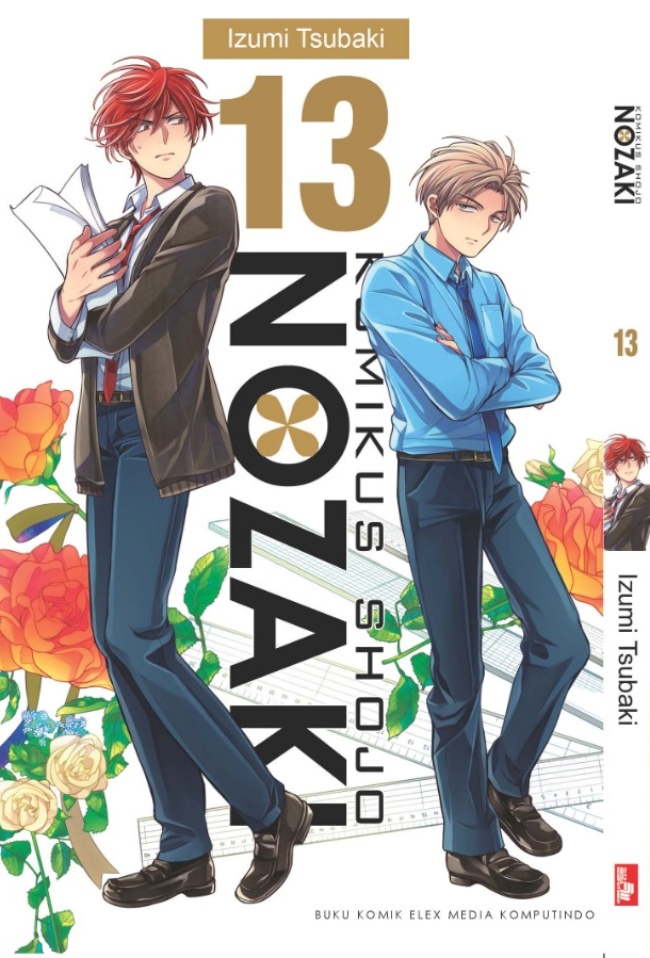 Izumi Tsubaki
13
NOZAKI
KOMIKUS SHOJO
BUKU KOMIK ELEX MEDIA KOMPUTINDO
KOMIKUS SHOJO
NOZAKI
13
Izumi Tsubaki